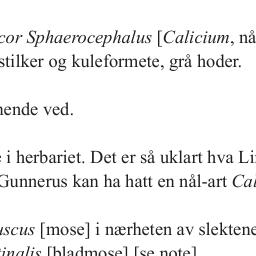 cor Sphaerocephalus [Calicium, nå
stilker og kuleformete, grå hoder.
nende ved.
i herbariet. Det er så uklart hva Li
Gunnerus kan ha hatt en nål-art Cal
uscus [mose] i nærheten av slektene
tinalis [bladmose] [se note]